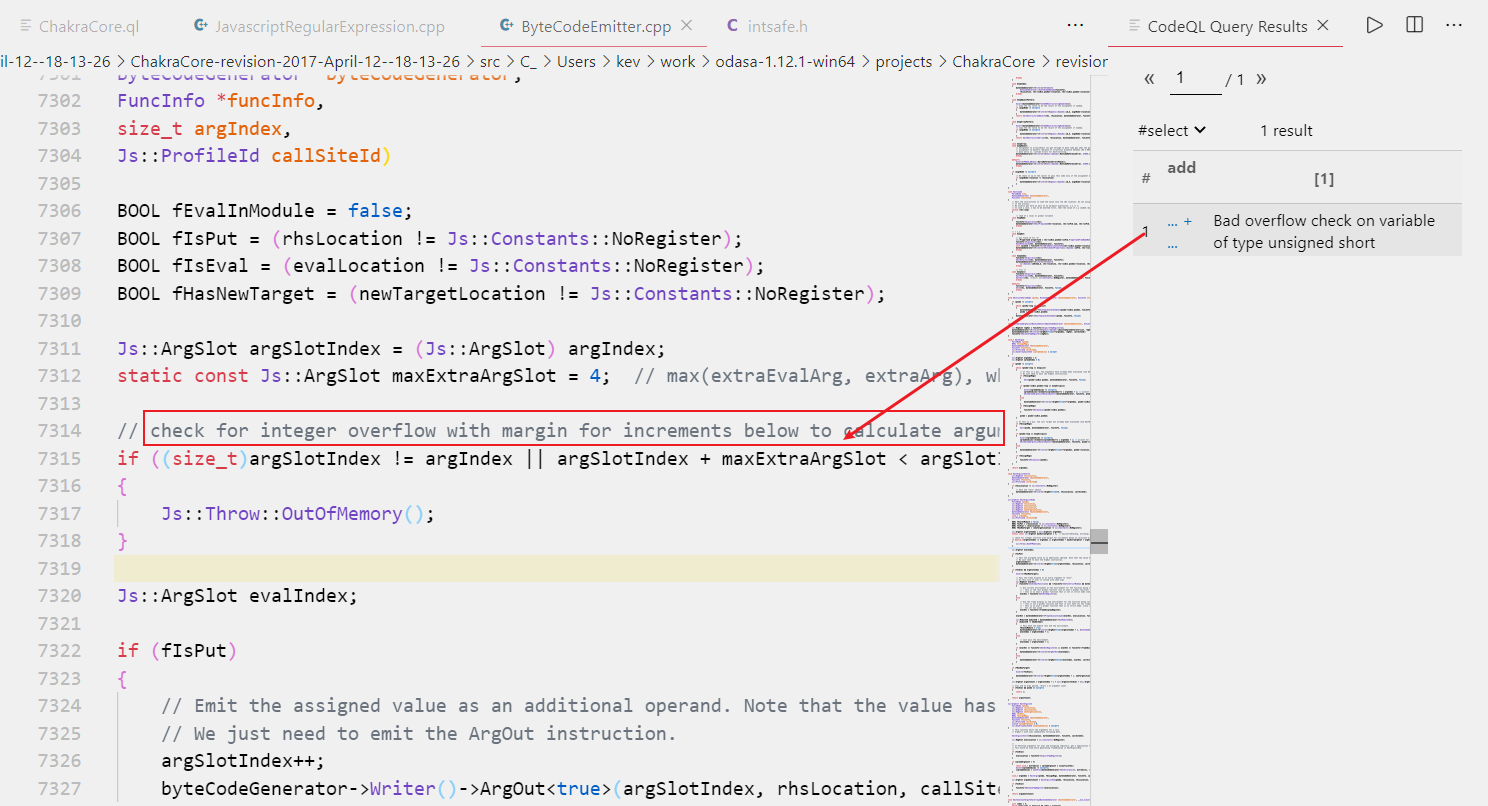 ChakraCore.ql
JavascriptRegularExpression.cpp
ByteCodeEmitter.cpp
intsafe.h
CodeQL Query Results
il-12--18-13-26 > ChakraCore-revision-2017-April-12--18-13-26 > src > C_ > Users > kev > work > odasa-1.12.1-win64 > projects > ChakraCore > revision
7301 ByteCodeGenerator *byteCodeGenerator,
7302 FuncInfo *funcInfo,
7303 size_t argIndex,
7304 Js::ProfileId callSiteId)
7305
7306 BOOL fEvalInModule = false;
7307 BOOL fIsPut = (rhsLocation != Js::Constants::NoRegister);
7308 BOOL fIsEval = (evalLocation != Js::Constants::NoRegister);
7309 BOOL fHasNewTarget = (newTargetLocation != Js::Constants::NoRegister);
7310
7311 Js::ArgSlot argSlotIndex = (Js::ArgSlot) argIndex;
7312 static const Js::ArgSlot maxExtraArgSlot = 4;  // max(extraEvalArg, extraArg), wh
7313
7314 // check for integer overflow with margin for increments below to calculate argu
7315 if ((size_t)argSlotIndex != argIndex || argSlotIndex + maxExtraArgSlot < argSlotI
7316 {
7317     Js::Throw::OutOfMemory();
7318 }
7319
7320 Js::ArgSlot evalIndex;
7321
7322 if (fIsPut)
7323 {
7324     // Emit the assigned value as an additional operand. Note that the value has
7325     // We just need to emit the ArgOut instruction.
7326     argSlotIndex++;
7327     byteCodeGenerator->Writer()->ArgOut<true>(argSlotIndex, rhsLocation, callSite
« 1 / 1 »
#select 1 result
# add [1]
1 ... + ... Bad overflow check on variable
of type unsigned short